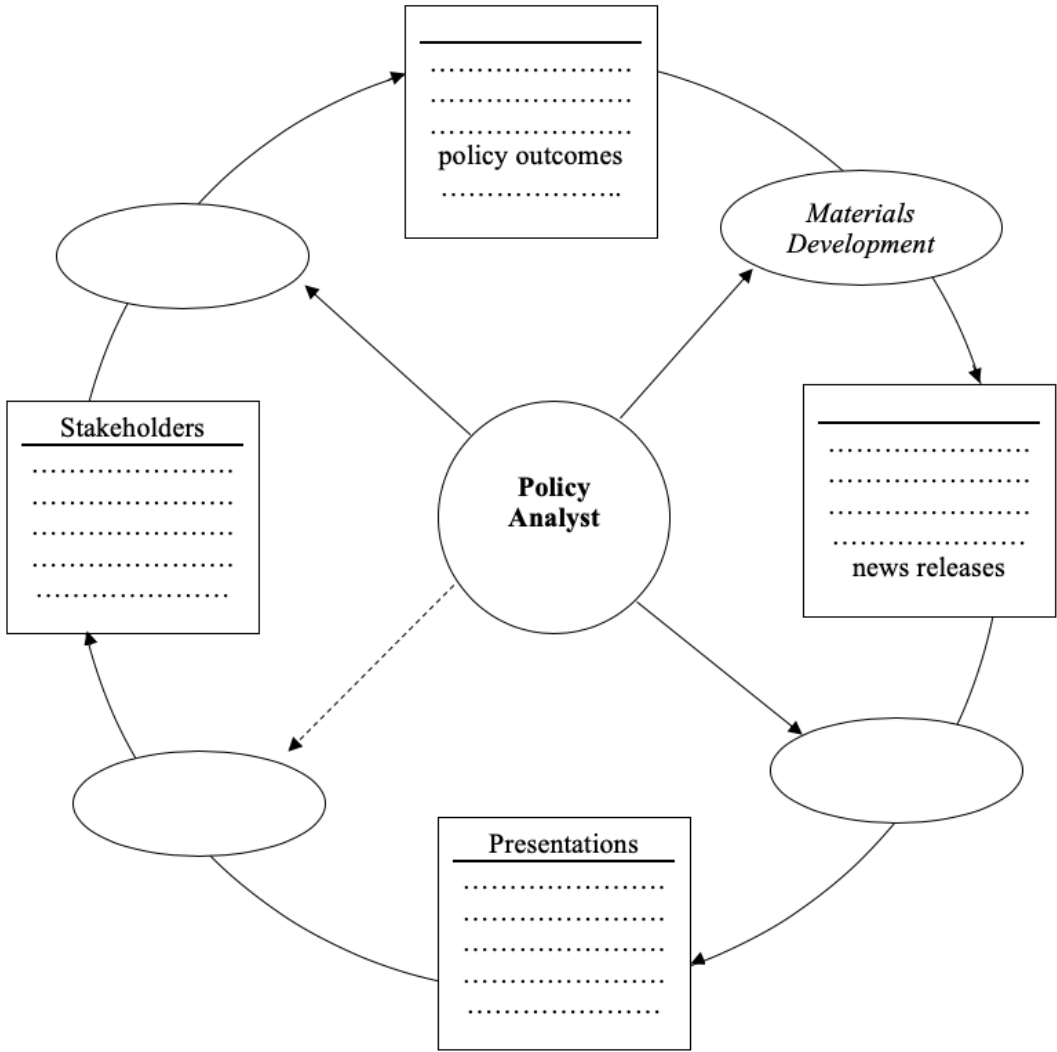 policy outcomes
Materials
Development
Stakeholders
Policy
Analyst
news releases
Presentations